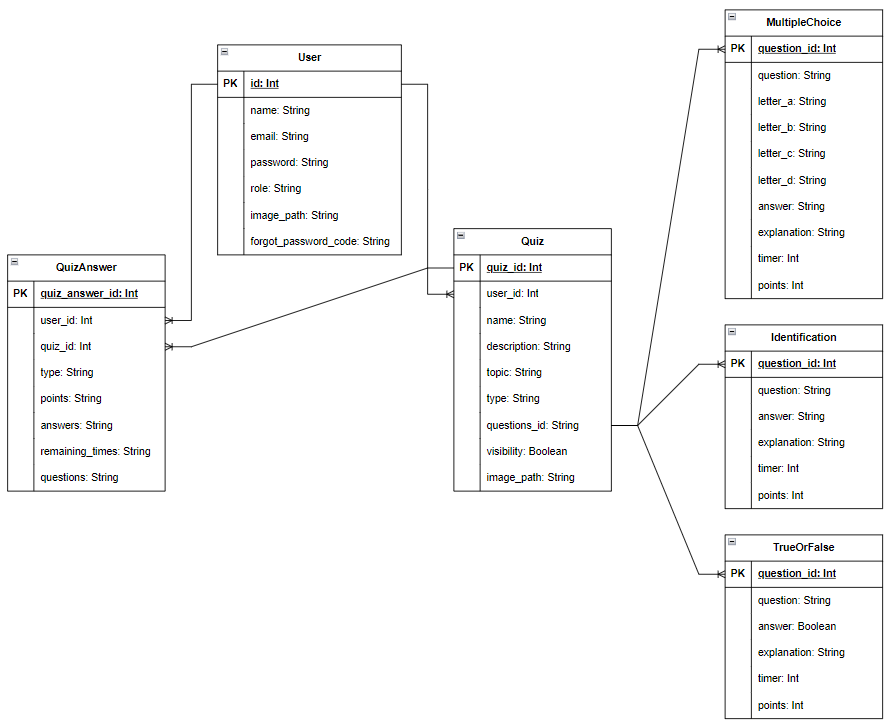 User
PK id: Int
name: String
email: String
password: String
role: String
image_path: String
forgot_password_code: String
QuizAnswer
PK quiz_answer_id: Int
user_id: Int
quiz_id: Int
type: String
points: String
answers: String
remaining_times: String
questions: String
Quiz
PK quiz_id: Int
user_id: Int
name: String
description: String
topic: String
type: String
questions_id: String
visibility: Boolean
image_path: String
MultipleChoice
PK question_id: Int
question: String
letter_a: String
letter_b: String
letter_c: String
letter_d: String
answer: String
explanation: String
timer: Int
points: Int
Identification
PK question_id: Int
question: String
answer: String
explanation: String
timer: Int
points: Int
TrueOrFalse
PK question_id: Int
question: String
answer: Boolean
explanation: String
timer: Int
points: Int